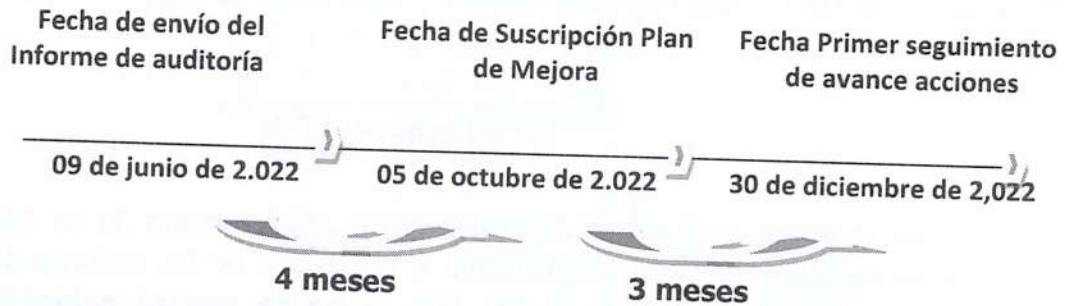 Fecha de envío del
Informe de auditoría
Fecha de Suscripción Plan
de Mejora
Fecha Primer seguimiento
de avance acciones
09 de junio de 2.022
05 de octubre de 2.022
30 de diciembre de 2,022
4 meses
3 meses